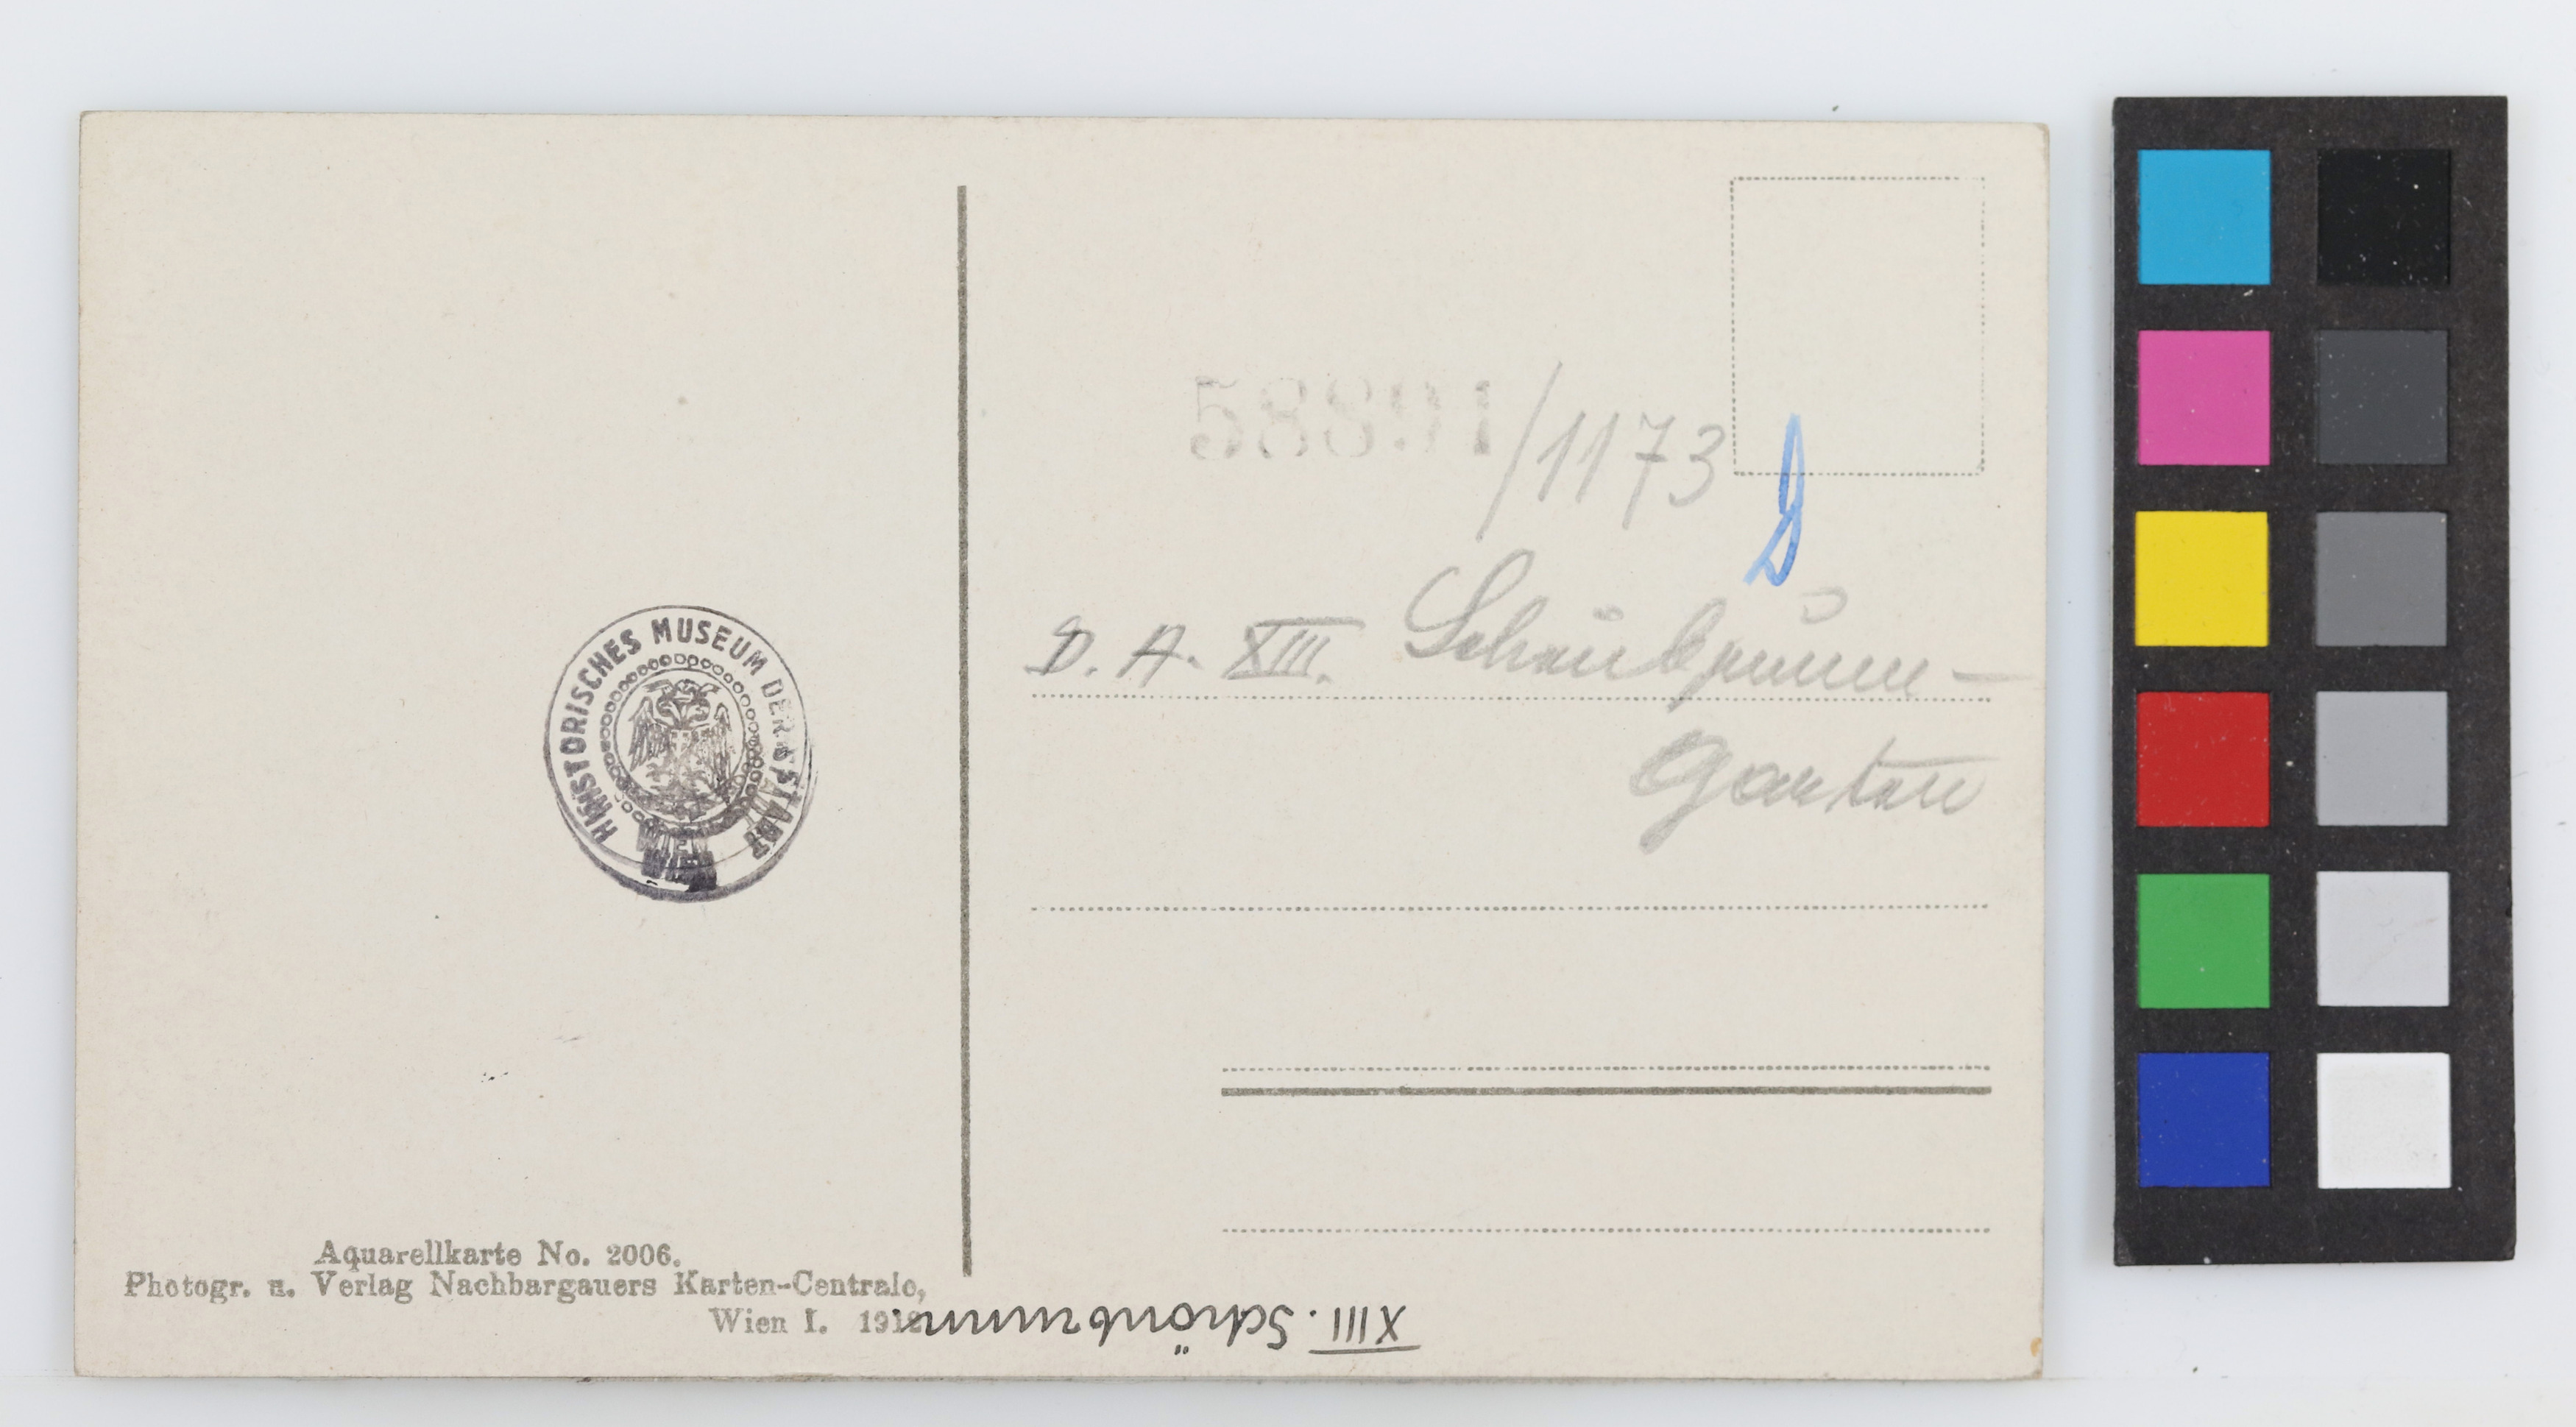 58891/1173
D. A. XIII. Schönbrunn-
Garten
HISTORISCHES MUSEUM DER STADT
WIEN
Aquarellkarte No. 2006.
Photogr. u. Verlag Nachbargauers Karten-Centrale,
Wien I. 1912
XIII. Schönbrunn